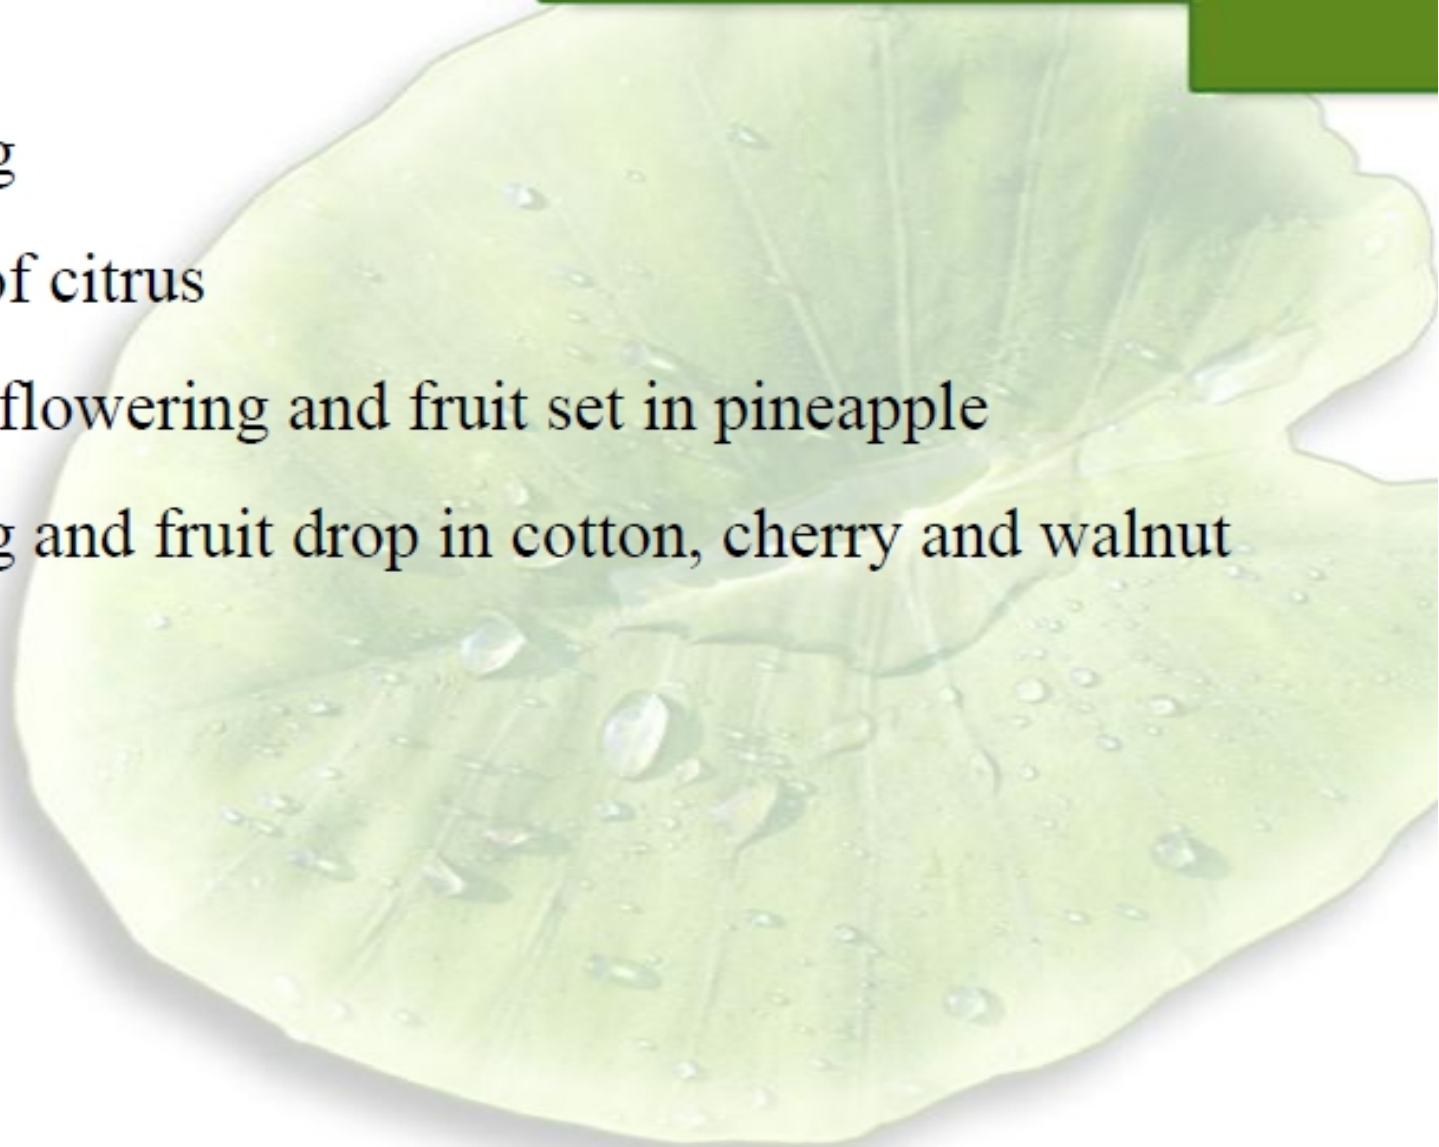 g
of citrus
flowering and fruit set in pineapple
g and fruit drop in cotton, cherry and walnut